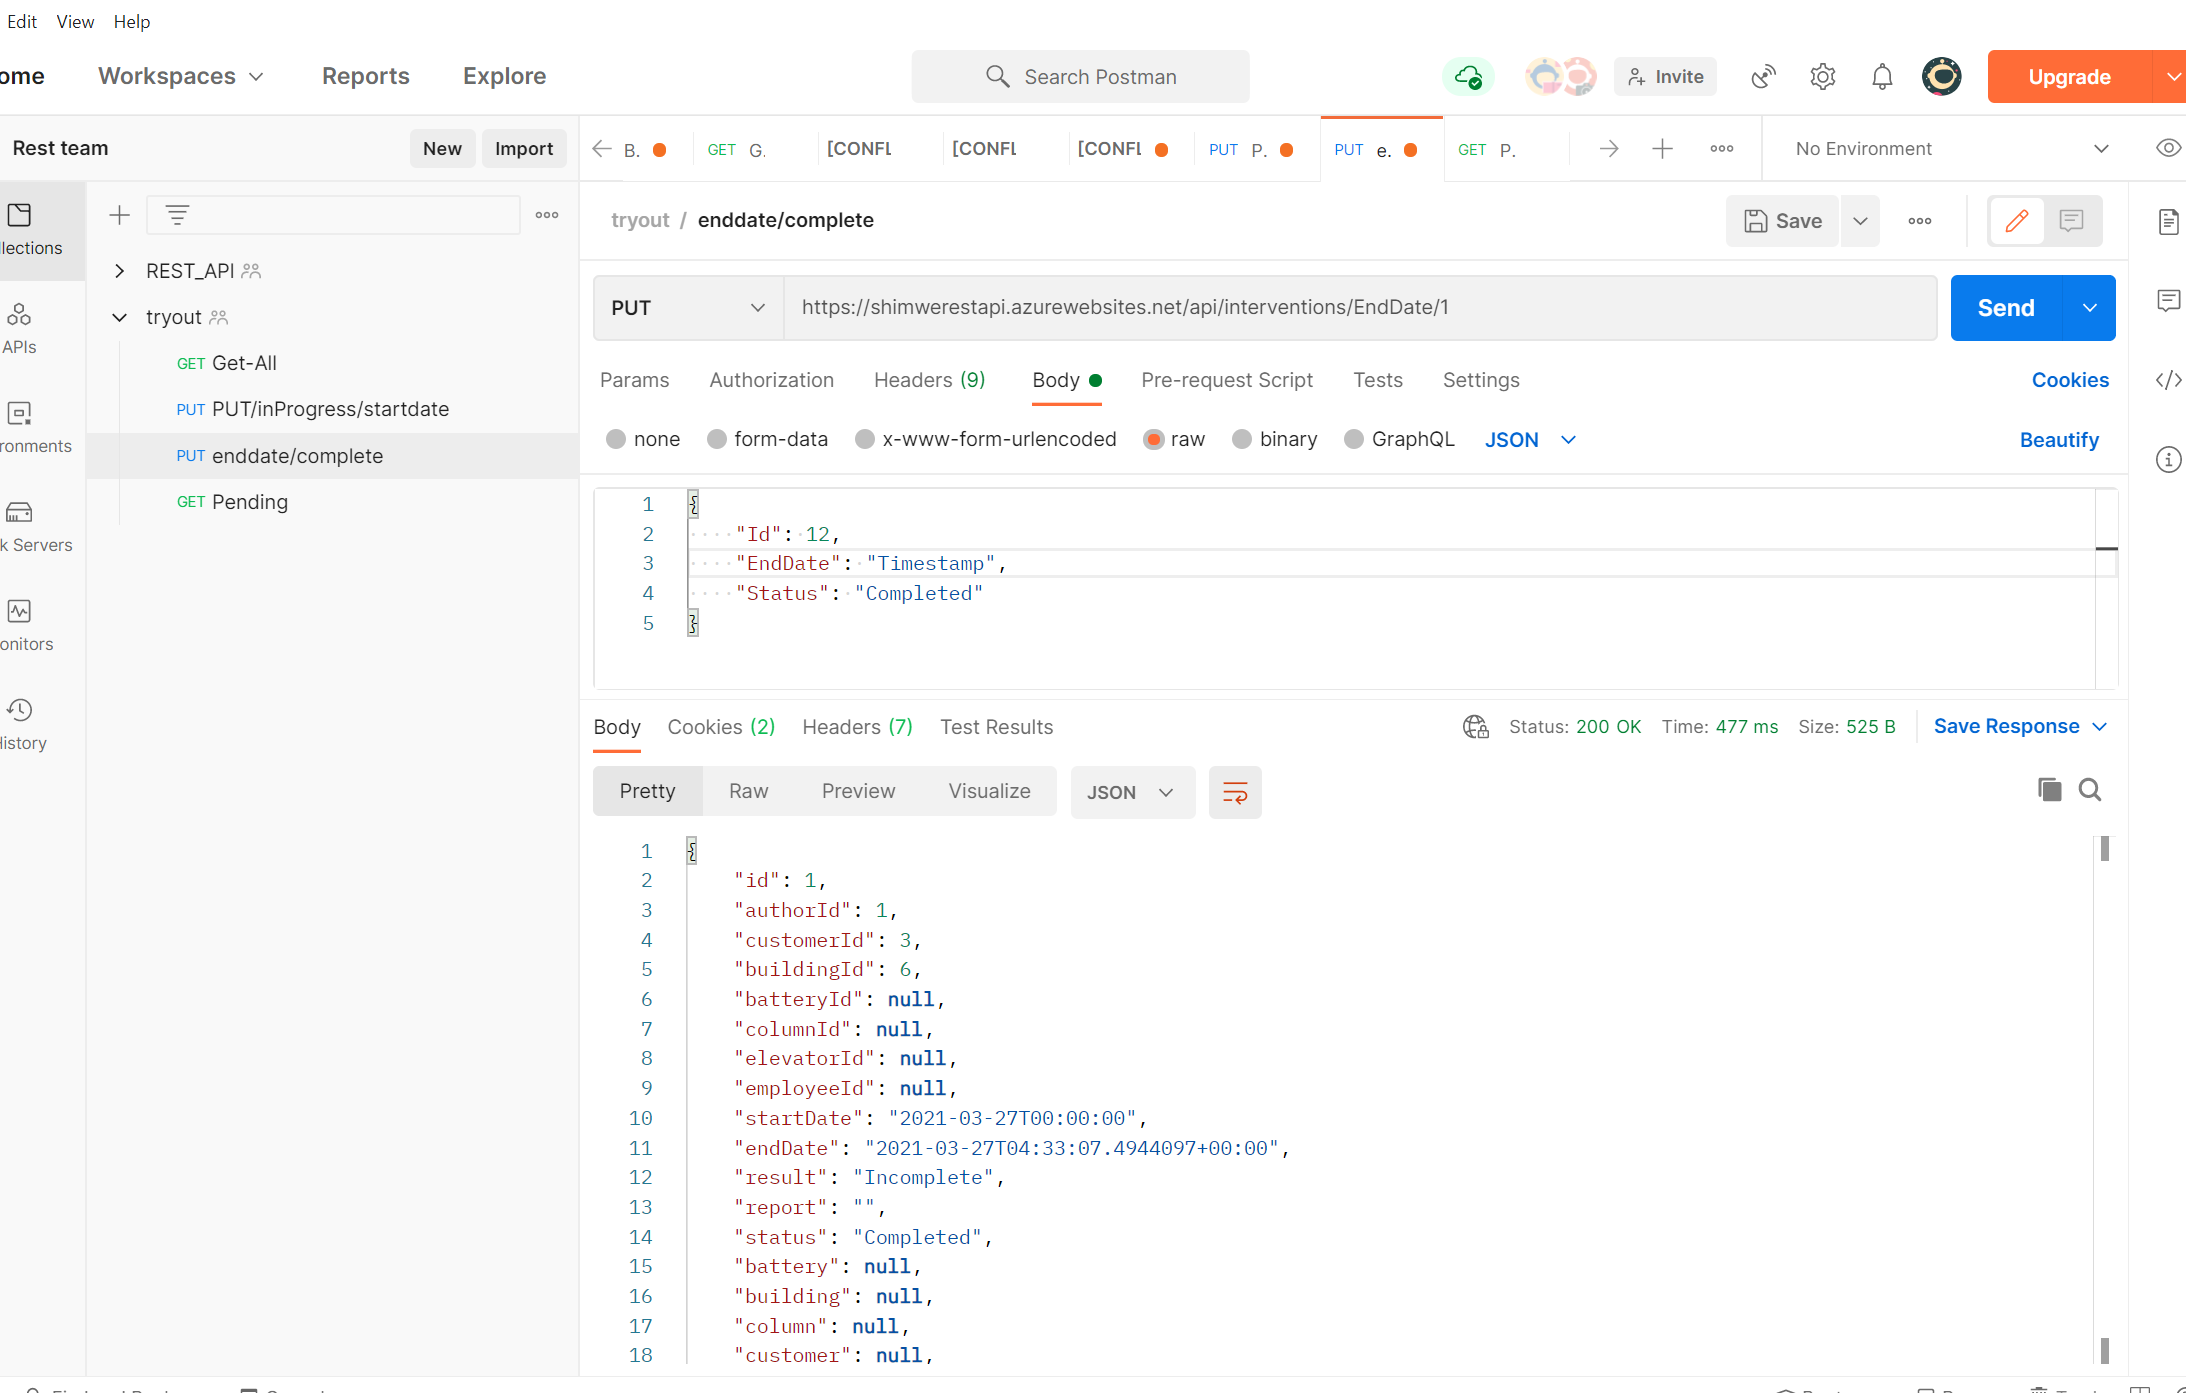 Edit View Help
ome Workspaces Reports Explore Search Postman Invite Upgrade
Rest team New Import B. GET G. [CONFL [CONFL [CONFL PUT P. PUT e. GET P. No Environment
tryout / enddate/complete Save
llections
REST_API
PUT https://shimwerestapi.azurewebsites.net/api/interventions/EndDate/1 Send
tryout
APIs
GET Get-All
Params Authorization Headers (9) Body Pre-request Script Tests Settings Cookies
PUT PUT/inProgress/startdate
ronments
none form-data x-www-form-urlencoded raw binary GraphQL JSON Beautify
PUT enddate/complete
GET Pending
k Servers
onitors
History
1 {
2 "Id": 12,
3 "EndDate": "Timestamp",
4 "Status": "Completed"
5 }
Body Cookies (2) Headers (7) Test Results Status: 200 OK Time: 477 ms Size: 525 B Save Response
Pretty Raw Preview Visualize JSON
1 {
2 "id": 1,
3 "authorId": 1,
4 "customerId": 3,
5 "buildingId": 6,
6 "batteryId": null,
7 "columnId": null,
8 "elevatorId": null,
9 "employeeId": null,
10 "startDate": "2021-03-27T00:00:00",
11 "endDate": "2021-03-27T04:33:07.4944097+00:00",
12 "result": "Incomplete",
13 "report": "",
14 "status": "Completed",
15 "battery": null,
16 "building": null,
17 "column": null,
18 "customer": null,